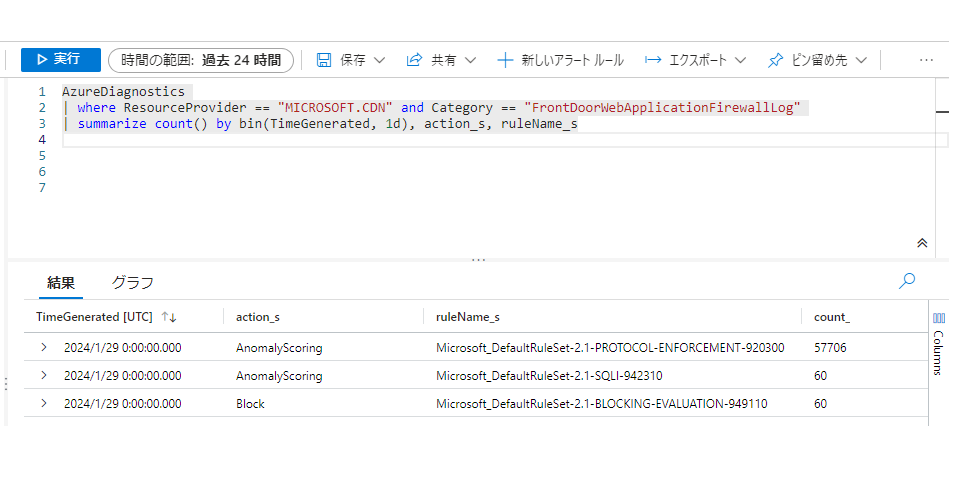 実行
時間の範囲: 過去 24 時間
保存
共有
新しいアラート ルール
エクスポート
ピン留め先
...
1 AzureDiagnostics
2 | where ResourceProvider == "MICROSOFT.CDN" and Category == "FrontDoorWebApplicationFirewallLog"
3 | summarize count() by bin(TimeGenerated, 1d), action_s, ruleName_s
4
5
6
7
結果 グラフ
TimeGenerated [UTC] ↑↓ action_s ruleName_s count_
2024/1/29 0:00:00.000 AnomalyScoring Microsoft_DefaultRuleSet-2.1-PROTOCOL-ENFORCEMENT-920300 57706
2024/1/29 0:00:00.000 AnomalyScoring Microsoft_DefaultRuleSet-2.1-SQLI-942310 60
2024/1/29 0:00:00.000 Block Microsoft_DefaultRuleSet-2.1-BLOCKING-EVALUATION-949110 60
Columns